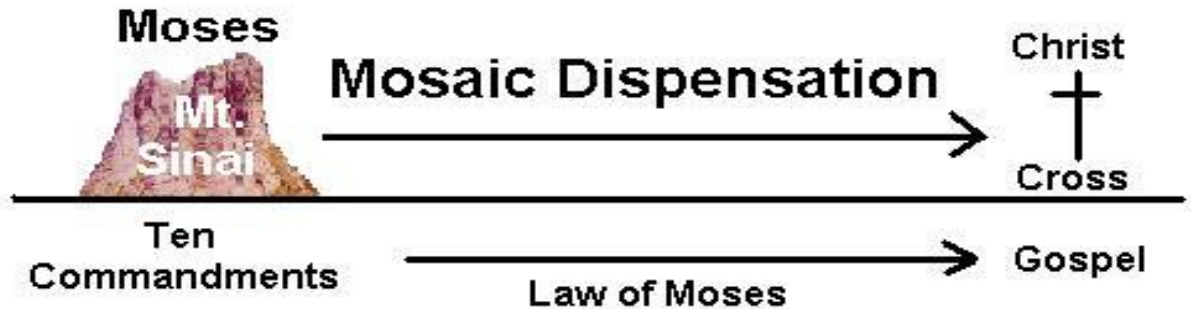 Moses
Mt.
Sinai
Mosaic Dispensation
Christ
Cross
Ten
Commandments
Law of Moses
Gospel